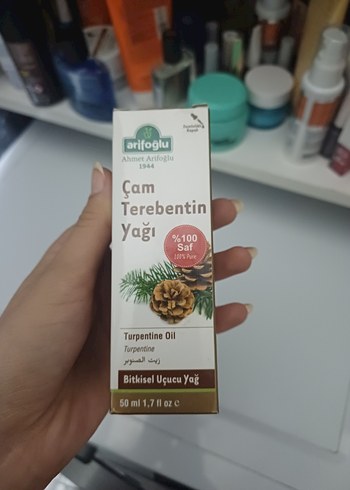 arifoğlu
Ahmet Arifoğlu
1944
Çam
Terebentin
Yağı
%100
Saf
100% Pure
Turpentine Oil
Turpentine
زيت الصنوبر
Bitkisel Uçucu Yağ
50 ml 1,7 fl oz e